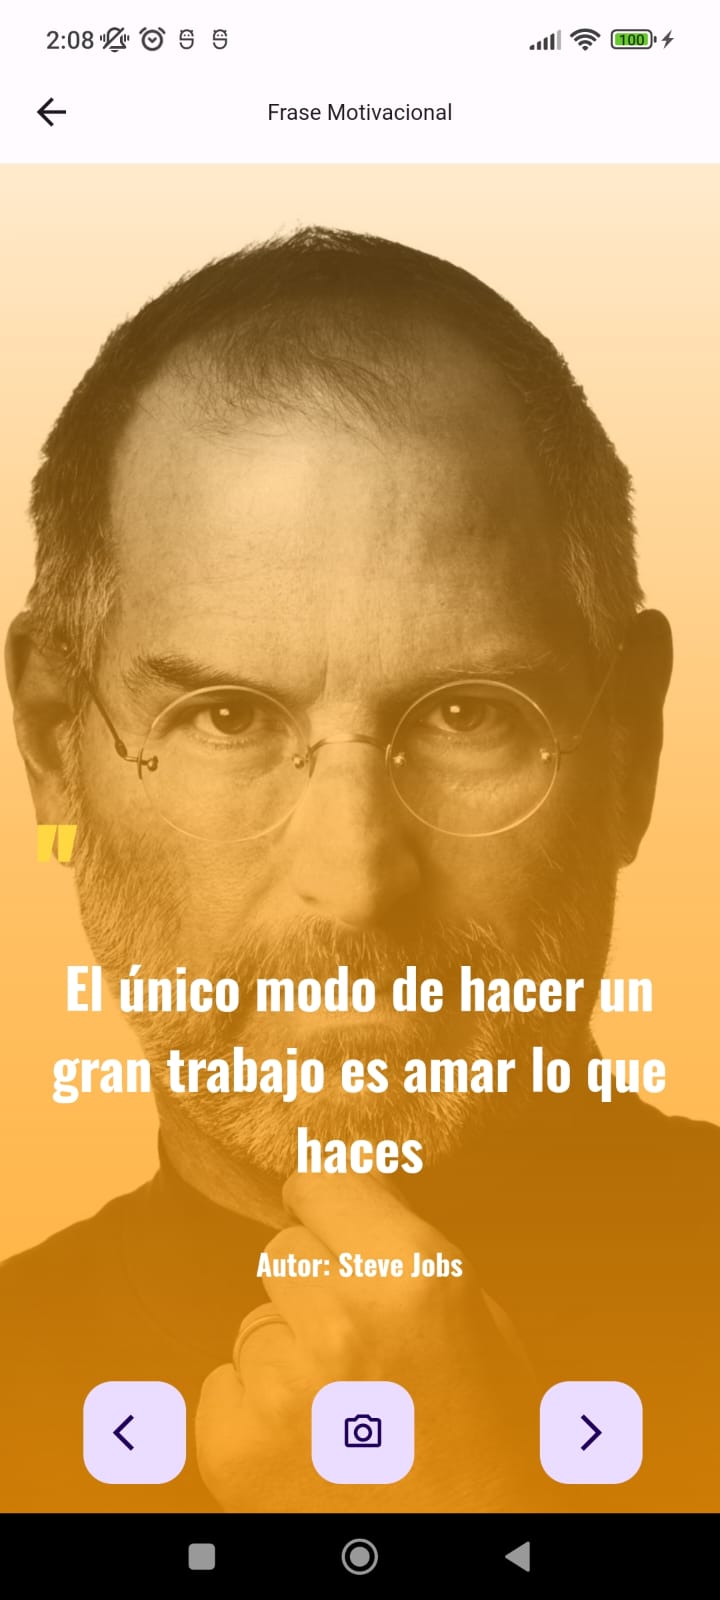 2:08 100
Frase Motivacional
"
El único modo de hacer un
gran trabajo es amar lo que
haces
Autor: Steve Jobs